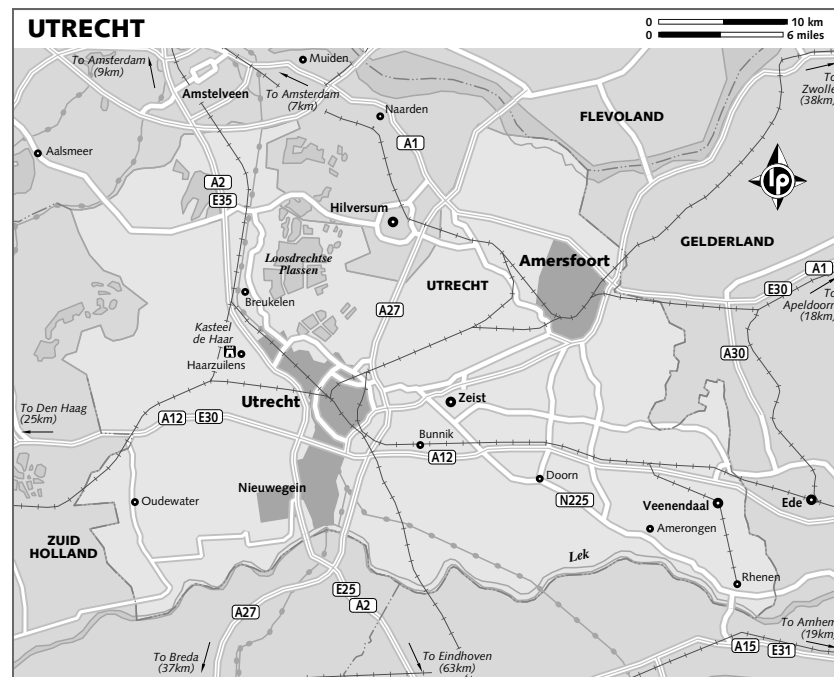 UTRECHT
0 10 km
0 6 miles
To Amsterdam
(9km)
Muiden
Amstelveen
To Amsterdam
(7km)
Naarden
To
Zwolle
(38km)
FLEVOLAND
Aalsmeer
A1
A2
E35
lp
Hilversum
Loosdrechtse
Plassen
Amersfoort
GELDERLAND
UTRECHT
A1
E30
To
Apeldoorn
(18km)
Breukelen
A27
Kasteel
de Haar
Haarzuilens
A30
Utrecht
Zeist
To Den Haag
(25km)
A12
E30
Bunnik
A12
Nieuwegein
Doorn
N225
Oudewater
Veenendaal
Ede
Amerongen
ZUID
HOLLAND
Lek
Rhenen
E25
A2
A27
To Arnhem
(19km)
A15
E31
To Breda
(37km)
To Eindhoven
(63km)